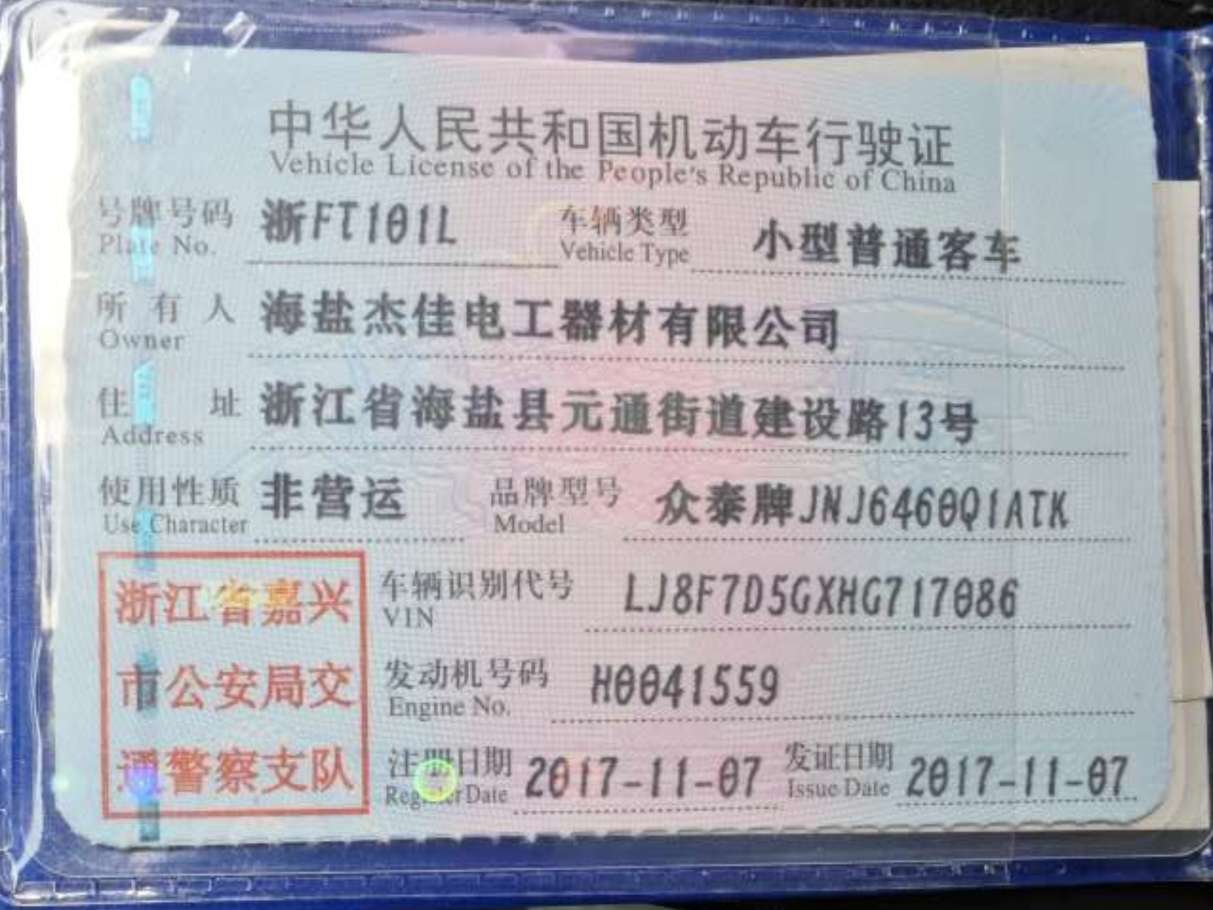 中华人民共和国机动车行驶证
Vehicle License of the People's Republic of China
号牌号码 浙FT101L 车辆类型 小型普通客车
Plate No. Vehicle Type
所有人 海盐杰佳电工器材有限公司
Owner
住址 浙江省海盐县元通街道建设路13号
Address
使用性质 非营运 品牌型号 众泰牌JNJ6460Q1ATK
Use Character Model
浙江省嘉兴
市公安局交
通警察支队
车辆识别代号 LJ8F7D5GXHG717086
VIN
发动机号码 H0041559
Engine No.
注册日期 2017-11-07 发证日期 2017-11-07
Register Date Issue Date